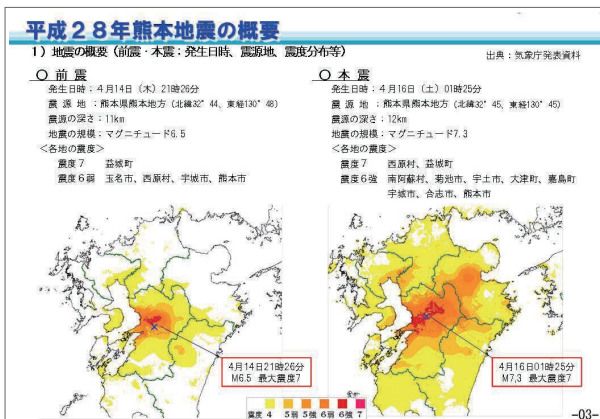 平成28年熊本地震の概要
1）地震の概要（前震・本震：発生日時、震源地、震度分布等）
出典：気象庁発表資料
○ 前 震
発生日時：4月14日（木）21時26分
震 源 地 ：熊本県熊本地方（北緯32°44、東経130°48）
震源の深さ：11km
地震の規模：マグニチュード6.5
＜各地の震度＞
震度7 益城町
震度6弱 玉名市、西原村、宇城市、熊本市
○ 本 震
発生日時：4月16日（土）01時25分
震 源 地 ：熊本県熊本地方（北緯32°45、東経130°45）
震源の深さ：12km
地震の規模：マグニチュード7.3
＜各地の震度＞
震度7 西原村、益城町
震度6強 南阿蘇村、菊池市、宇土市、大津町、嘉島町
宇城市、合志市、熊本市
4月14日21時26分
M6.5 最大震度7
4月16日01時25分
M7.3 最大震度7
震度 4 5弱 5強 6弱 6強 7
-03-